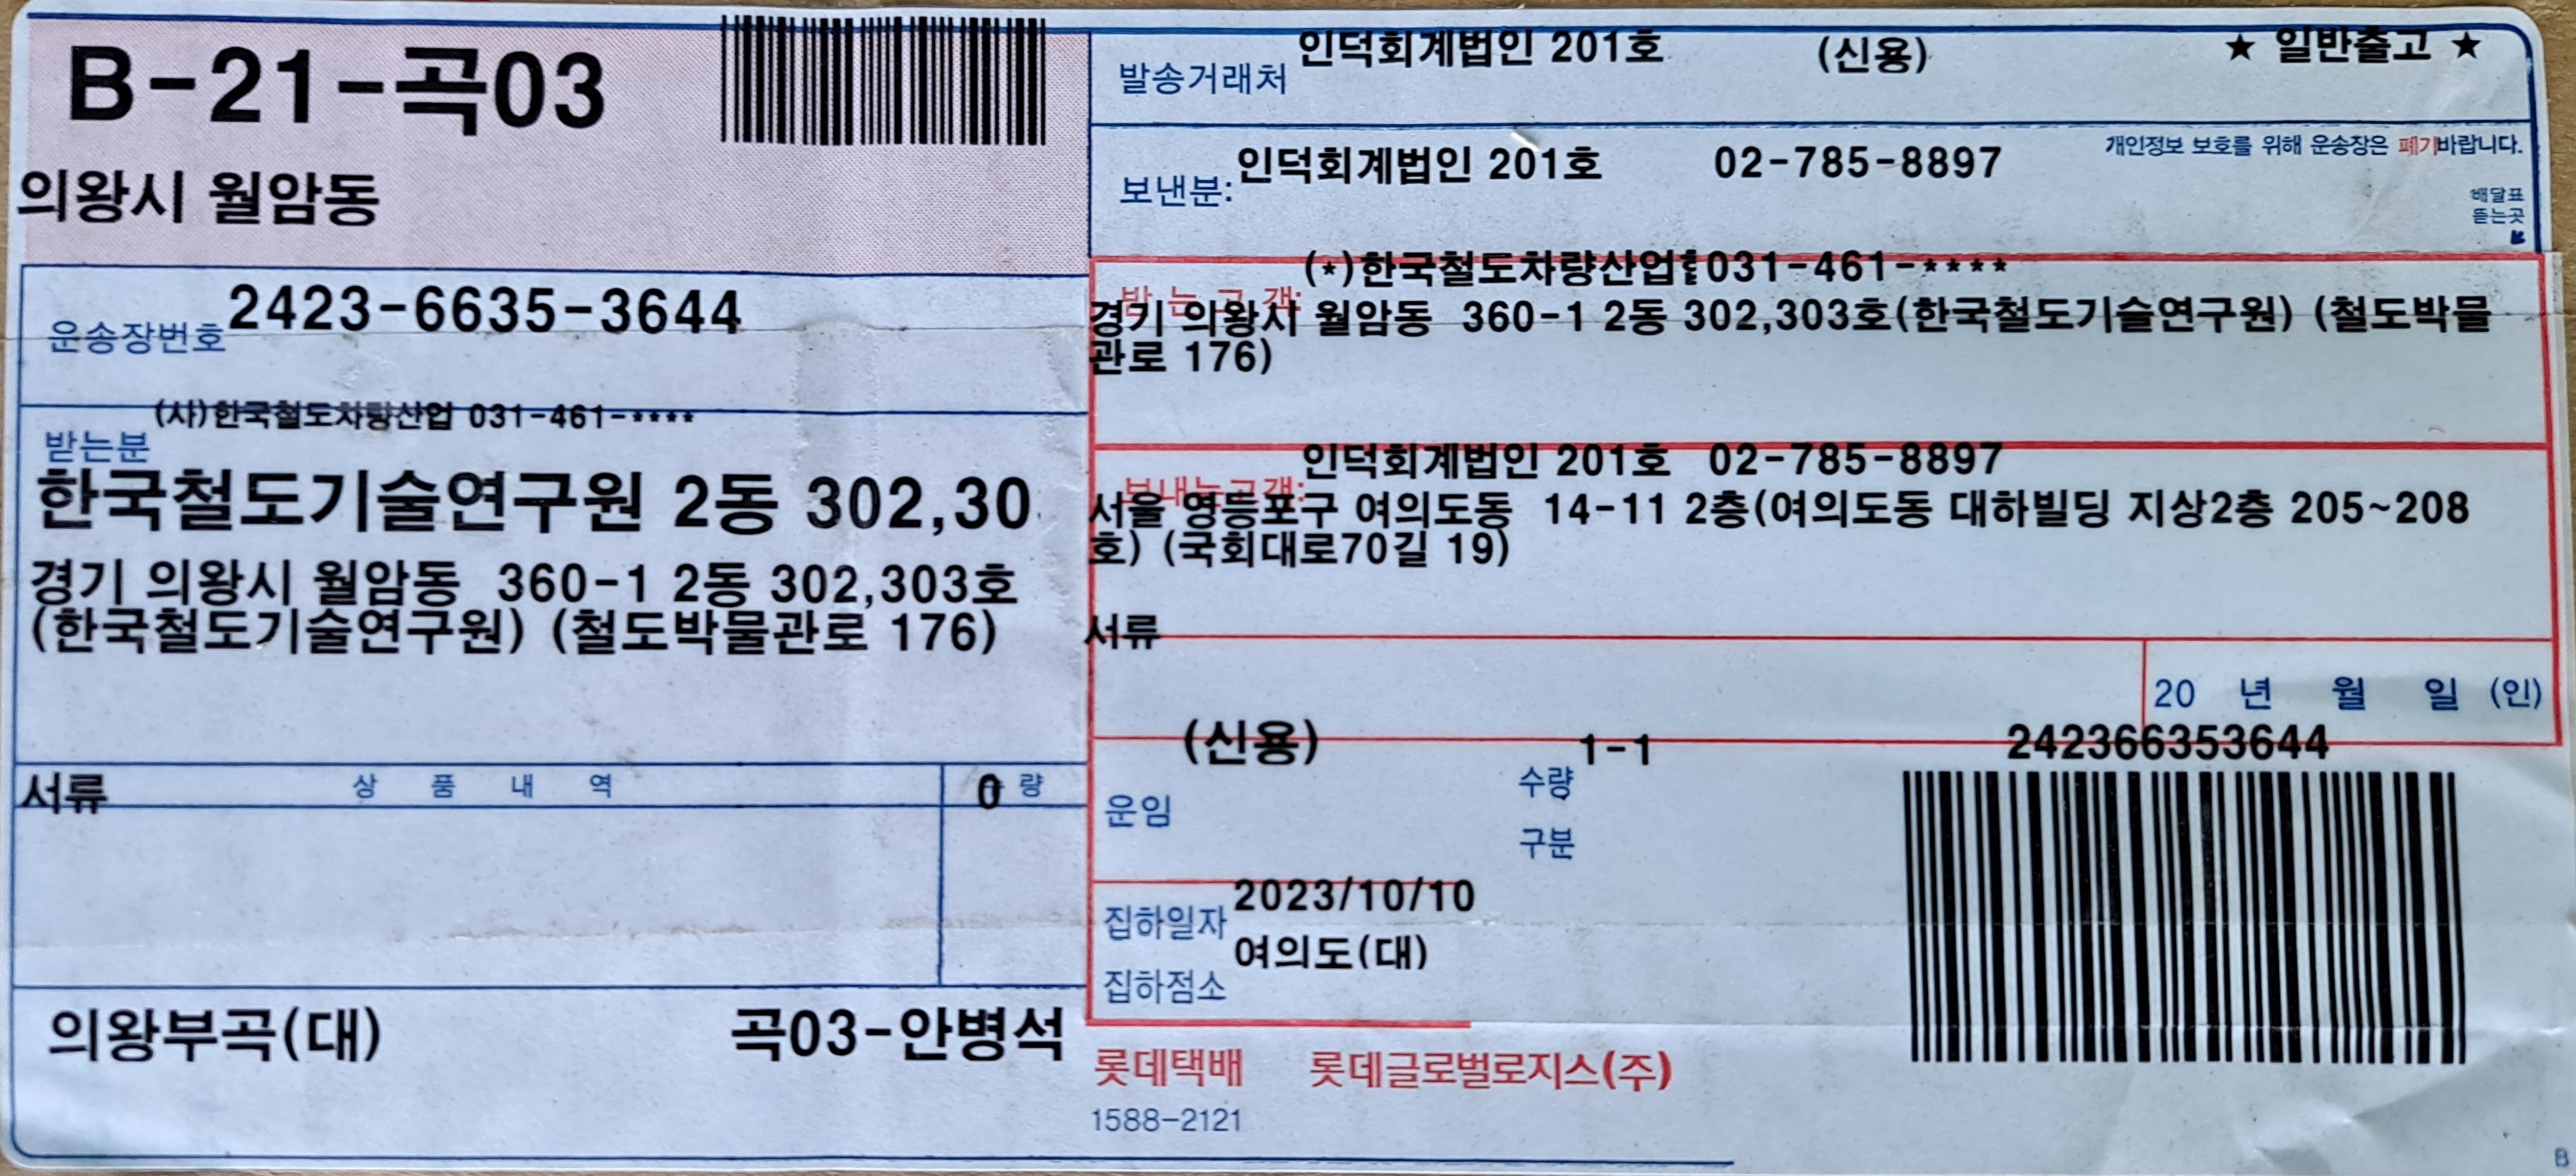 B-21-곡03
의왕시 월암동
운송장번호 2423-6635-3644
(사)한국철도차량산업 031-461-****
받는분
한국철도기술연구원 2동 302,30
경기 의왕시 월암동 360-1 2동 302,303호
(한국철도기술연구원) (철도박물관로 176)
서류 상 품 내 역 0 량
의왕부곡(대) 곡03-안병석
발송거래처 인덕회계법인 201호 (신용) ★ 일반출고 ★
개인정보 보호를 위해 운송장은 폐기바랍니다.
보낸분: 인덕회계법인 201호 02-785-8897
배달표
뜯는곳
(*)한국철도차량산업 031-461-****
받 는 고 객:
경기 의왕시 월암동 360-1 2동 302,303호(한국철도기술연구원) (철도박물
관로 176)
인덕회계법인 201호 02-785-8897
보내는고객:
서울 영등포구 여의도동 14-11 2층(여의도동 대하빌딩 지상2층 205~208
호) (국회대로70길 19)
서류
20 년 월 일 (인)
(신용) 1-1 242366353644
운임 수량
구분
집하일자 2023/10/10
여의도(대)
집하점소
롯데택배 롯데글로벌로지스(주)
1588-2121